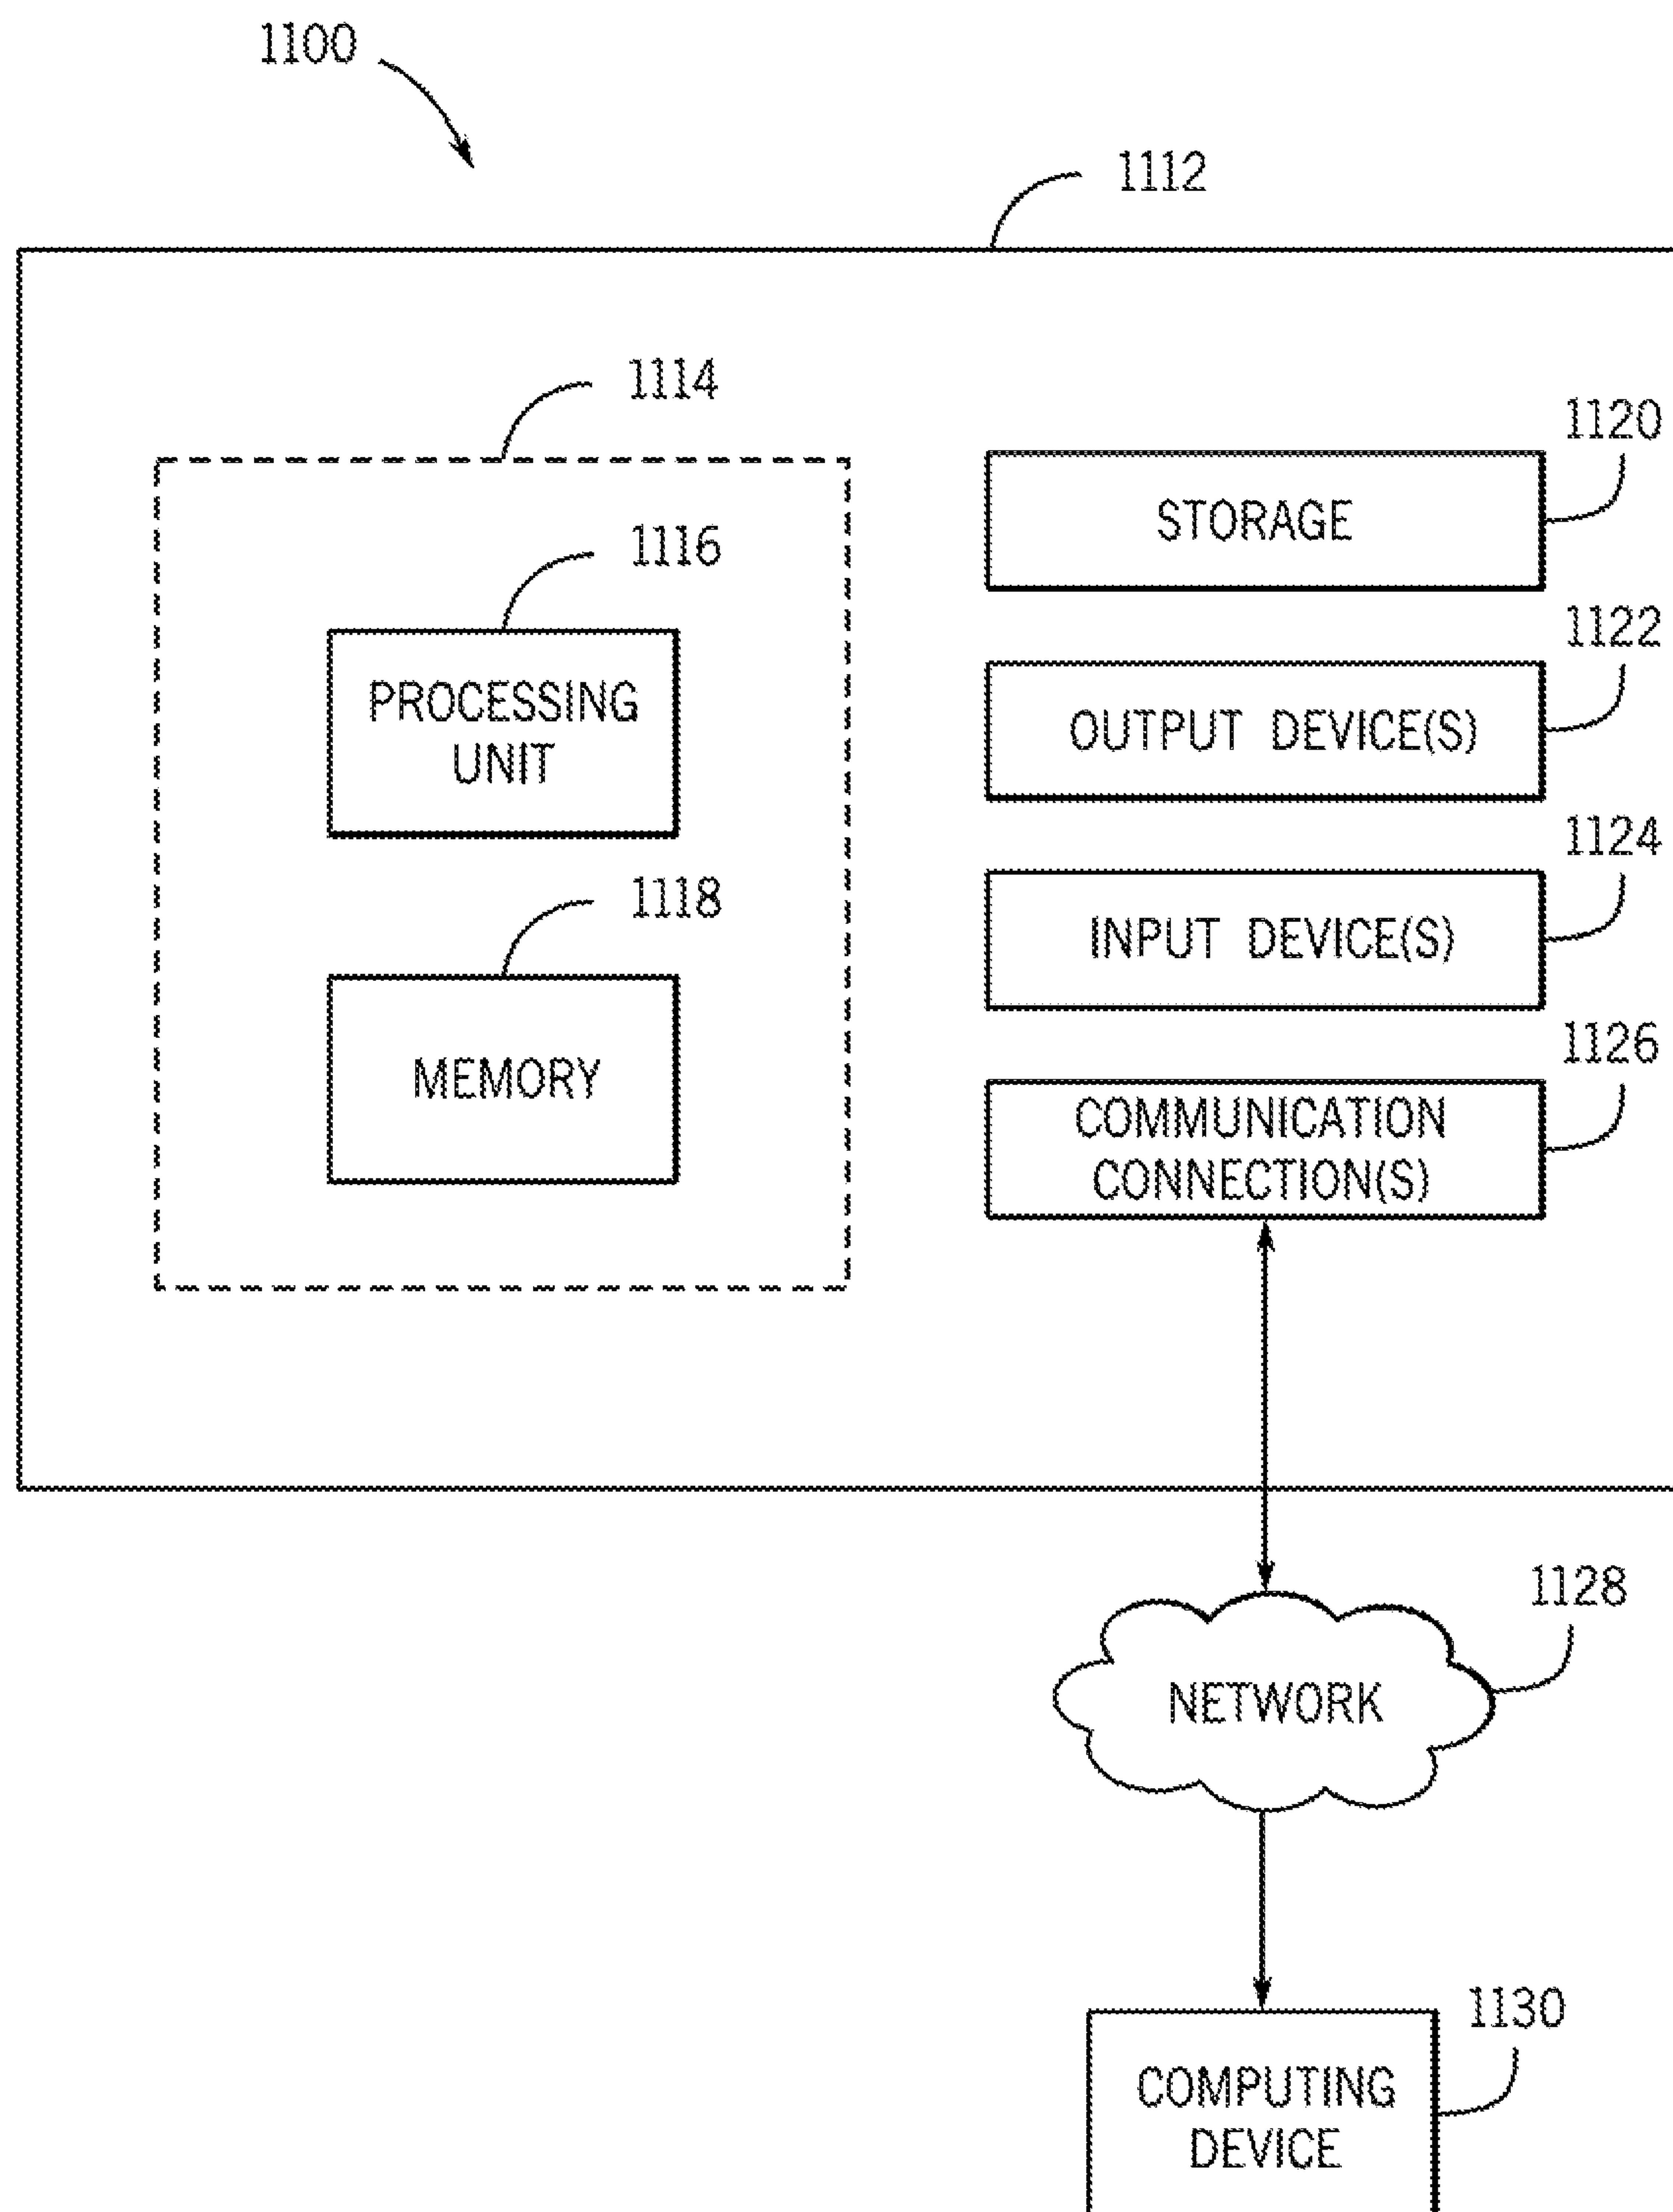 1100
1112
1114
1120
STORAGE
1116
PROCESSING
UNIT
1122
OUTPUT DEVICE(S)
1124
INPUT DEVICE(S)
1118
MEMORY
1126
COMMUNICATION
CONNECTION(S)
1128
NETWORK
1130
COMPUTING
DEVICE